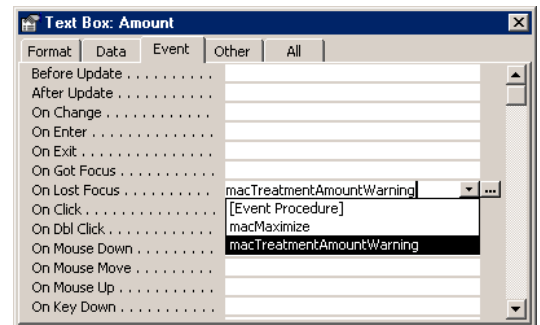 Text Box: Amount
Format Data Event Other All
Before Update . . . . . . . . . .
After Update . . . . . . . . . . .
On Change . . . . . . . . . . . .
On Enter . . . . . . . . . . . . . .
On Exit . . . . . . . . . . . . . . .
On Got Focus . . . . . . . . . . .
On Lost Focus . . . . . . . . . . macTreatmentAmountWarning ...
On Click . . . . . . . . . . . . . . [Event Procedure]
On Dbl Click . . . . . . . . . . . . macMaximize
On Mouse Down . . . . . . . . . macTreatmentAmountWarning
On Mouse Move . . . . . . . . .
On Mouse Up . . . . . . . . . . .
On Key Down . . . . . . . . . . .